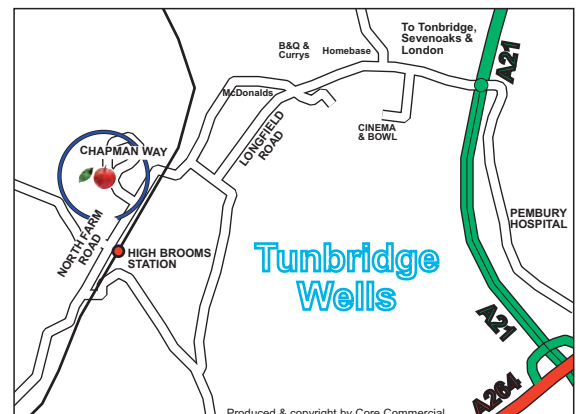 To Tonbridge,
Sevenoaks &
London
A21
B&Q &
Currys
Homebase
McDonalds
CINEMA
& BOWL
LONGFIELD
ROAD
CHAPMAN WAY
NORTH FARM
ROAD
HIGH BROOMS
STATION
PEMBURY
HOSPITAL
Tunbridge
Wells
A21
A264
Produced & copyright by Core Commercial